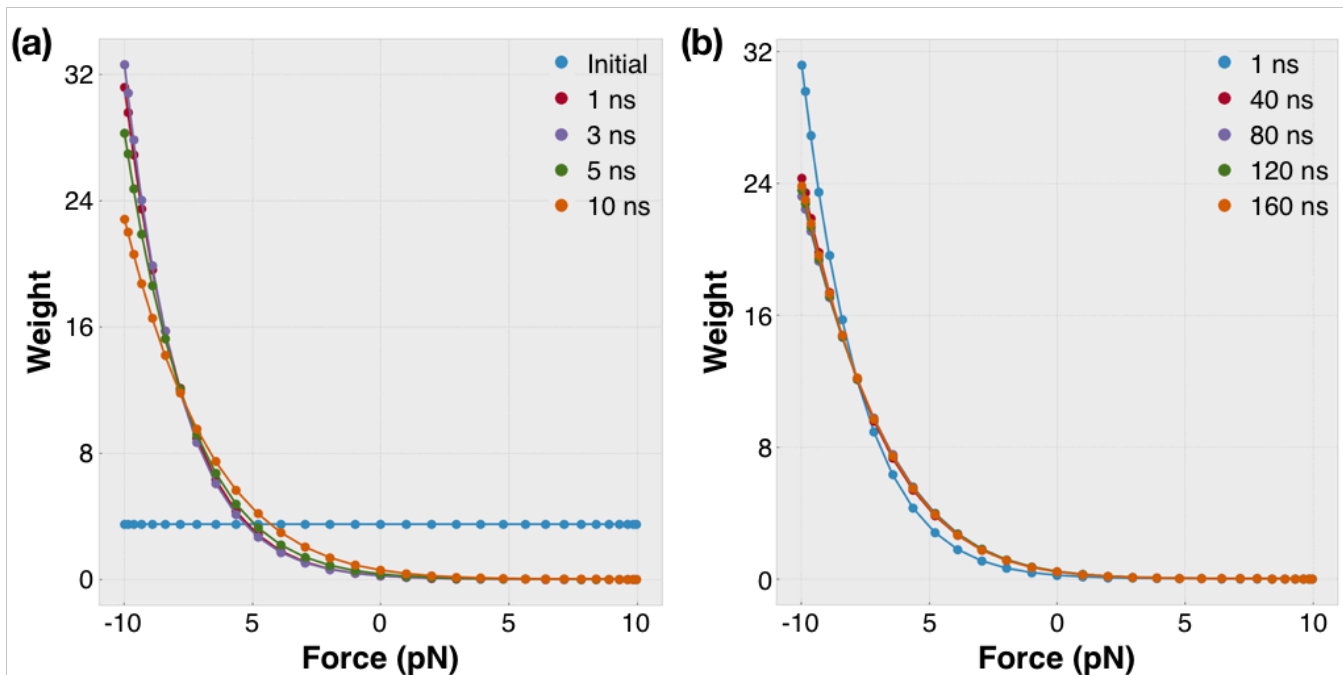 (a)
32
24
16
8
0
Weight
-10
5
0
5
10
Force (pN)
Initial
1 ns
3 ns
5 ns
10 ns
(b)
32
24
16
8
0
Weight
-10
5
0
5
10
Force (pN)
1 ns
40 ns
80 ns
120 ns
160 ns